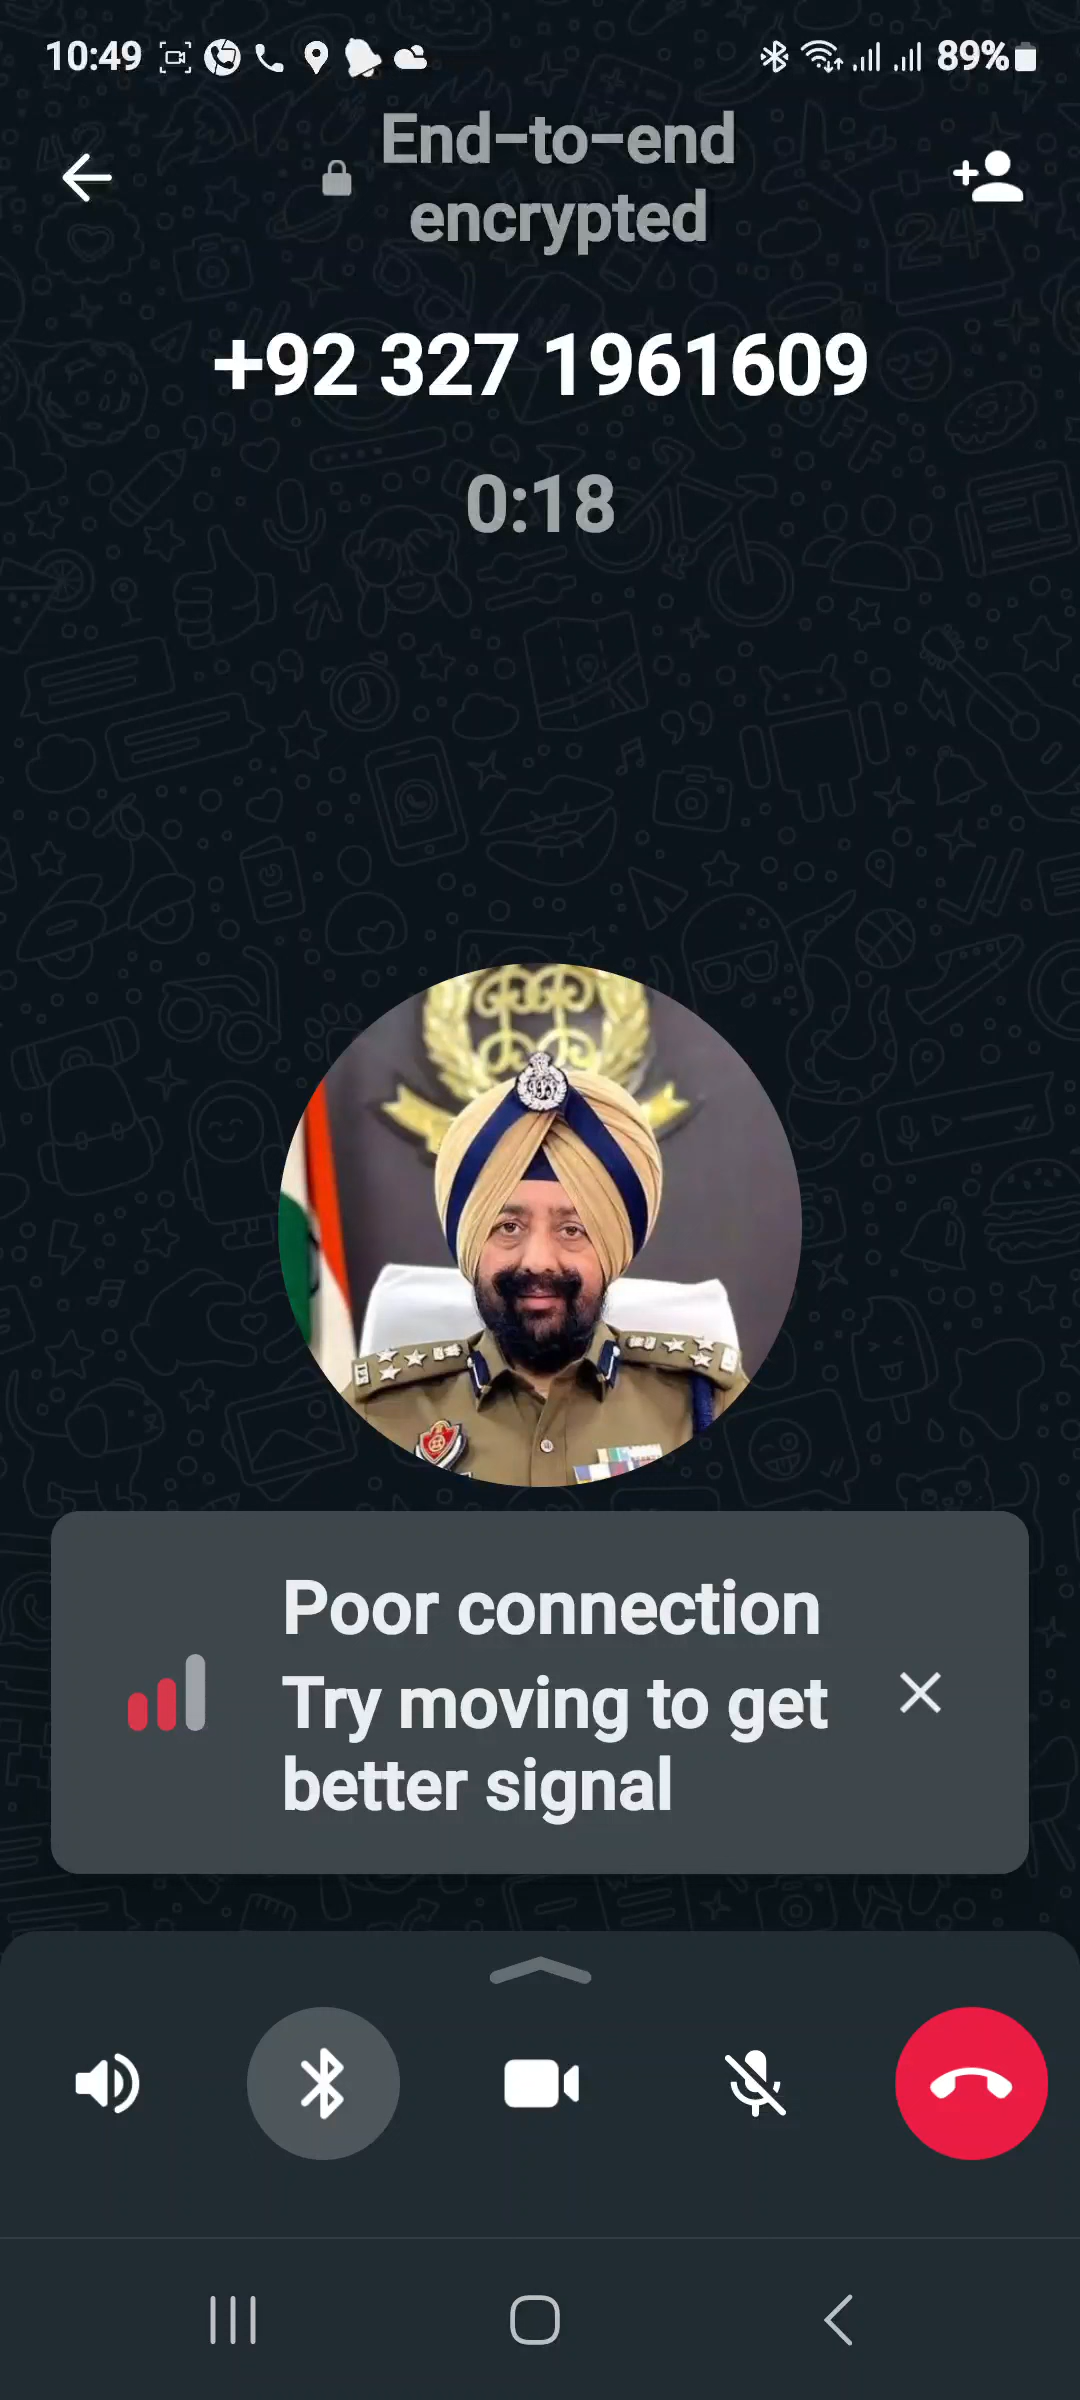 10:49
89%
End-to-end
encrypted
+92 327 1961609
0:18
Poor connection
Try moving to get
better signal